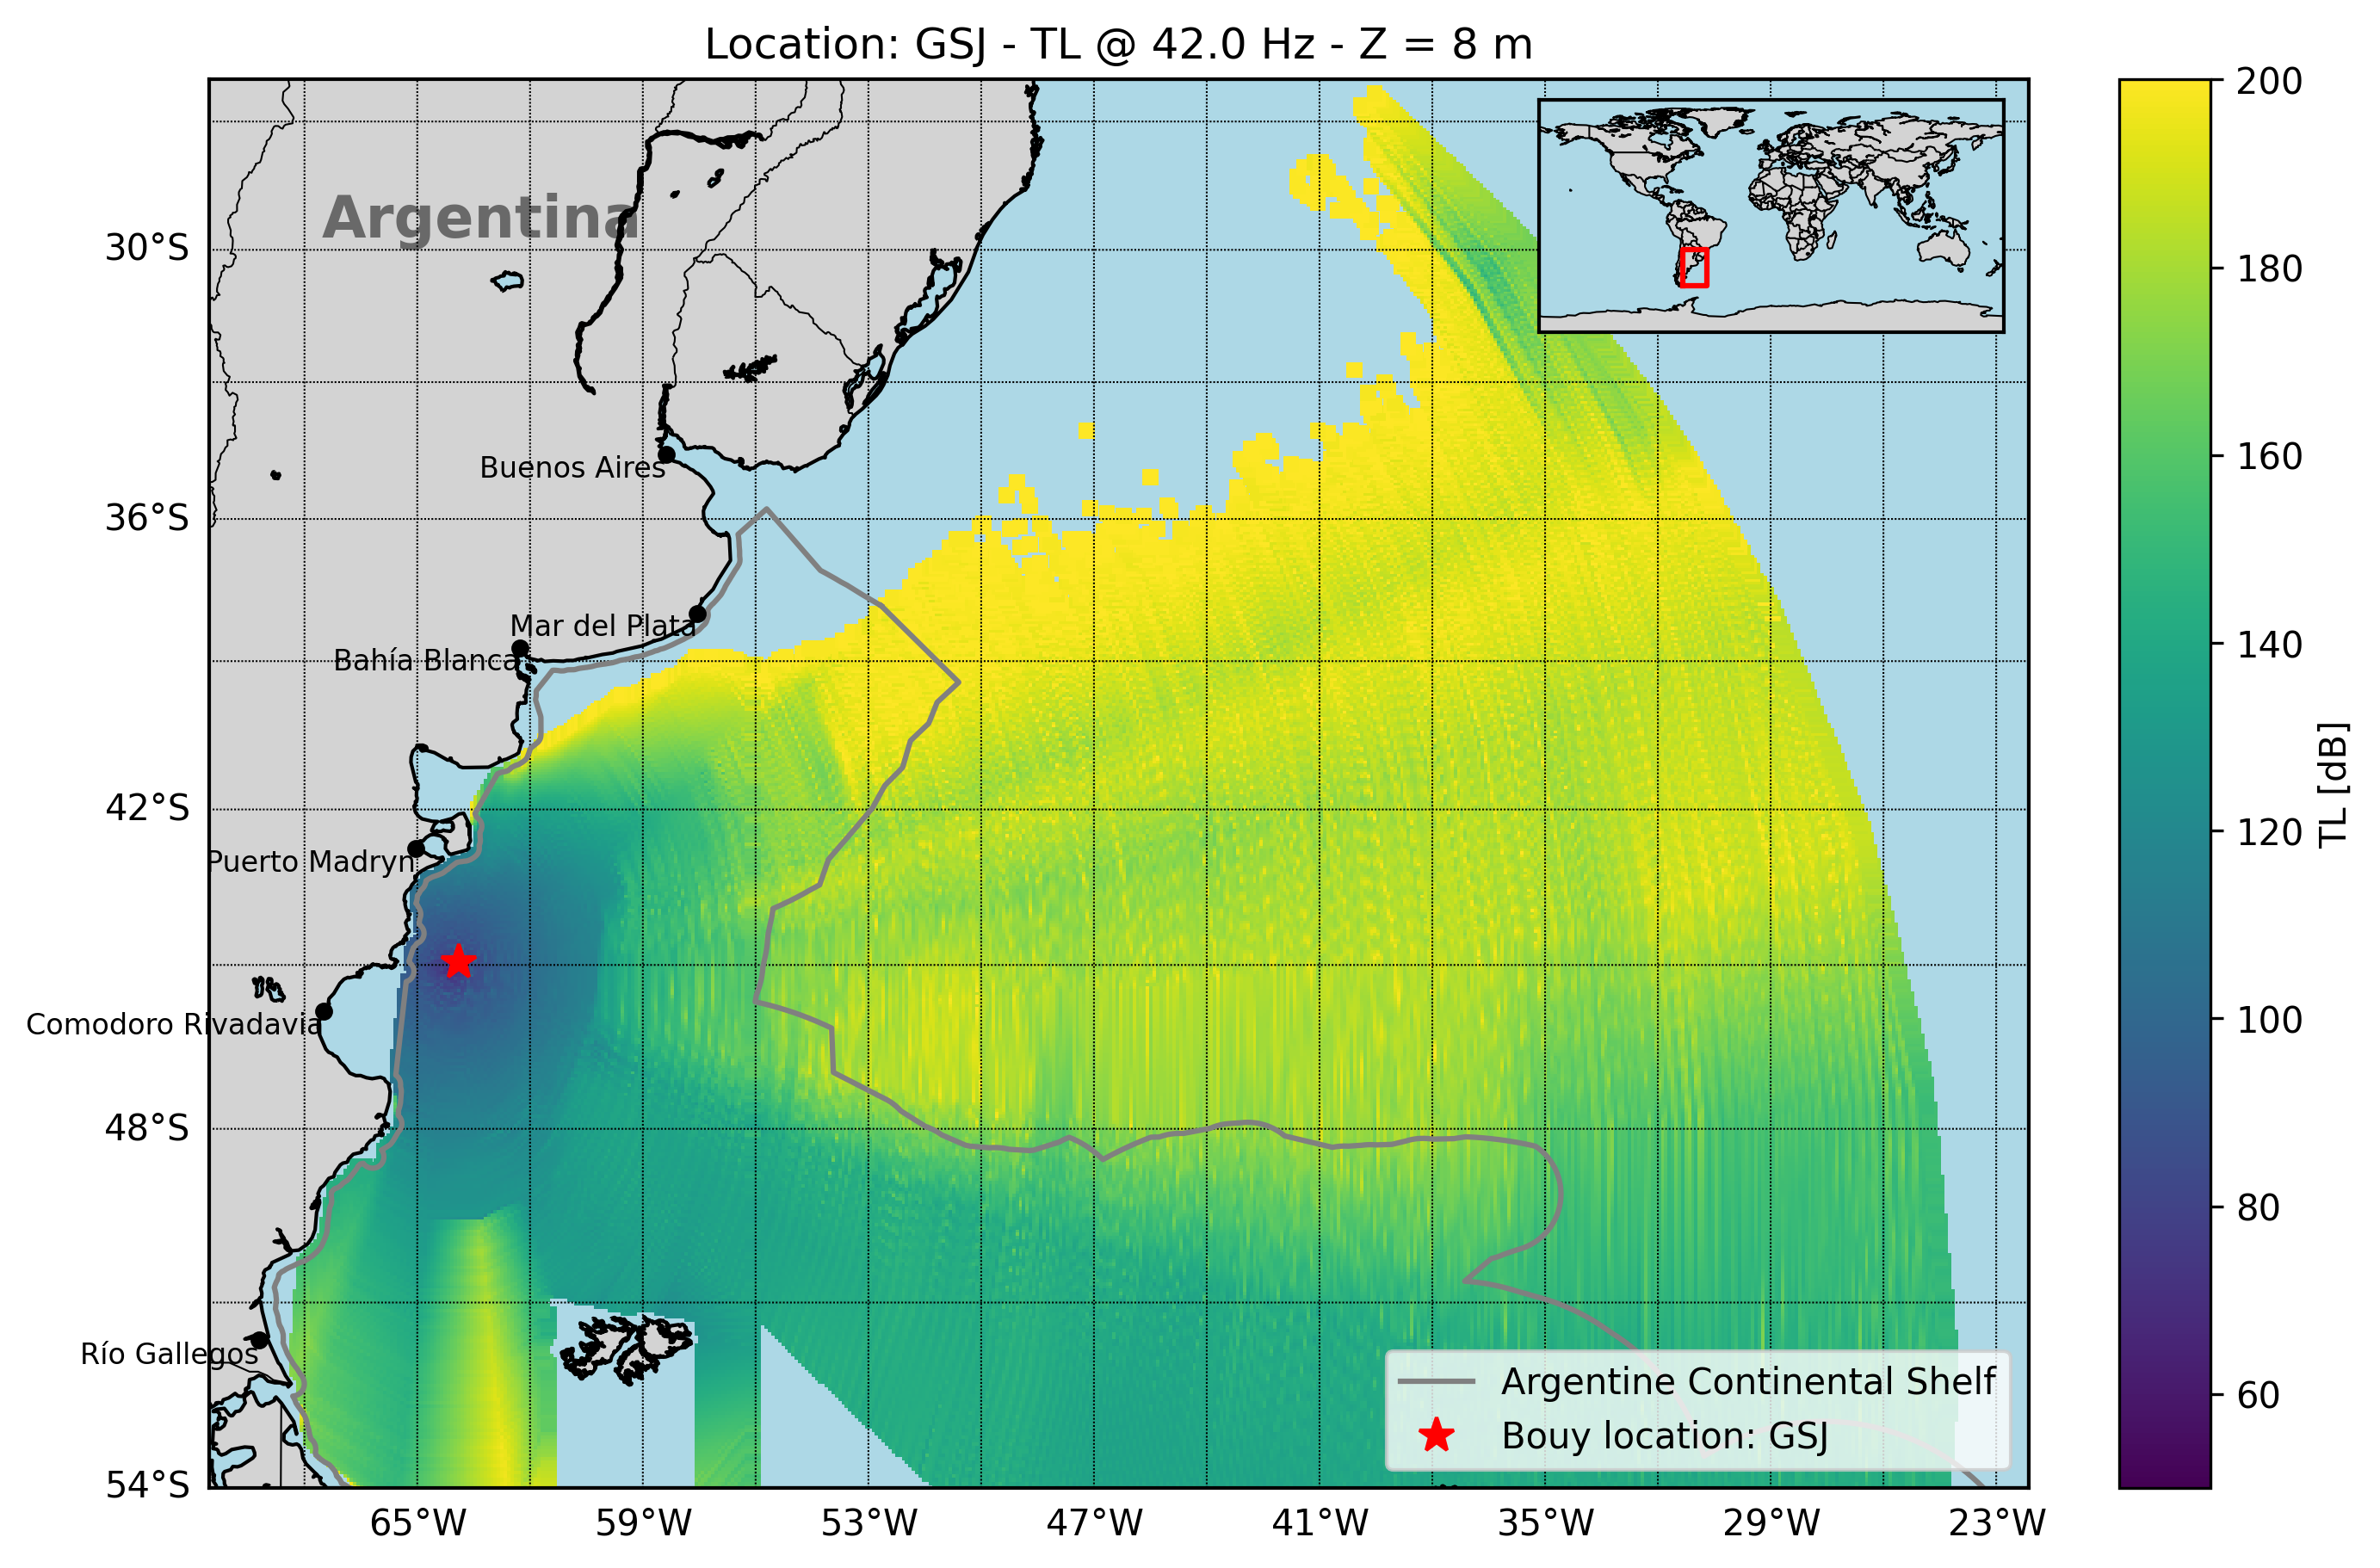 Location: GSJ - TL @ 42.0 Hz - Z = 8 m
Argentina
30°S
36°S
42°S
48°S
54°S
Buenos Aires
Mar del Plata
Bahía Blanca
Puerto Madryn
Comodoro Rivadavia
Río Gallegos
Argentine Continental Shelf
Bouy location: GSJ
65°W
59°W
53°W
47°W
41°W
35°W
29°W
23°W
200
180
160
140
120
100
80
60
TL [dB]